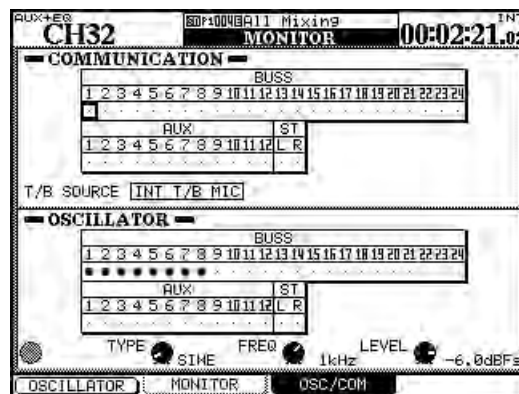 AUX+EQ All Mixing INT
CH32 MONITOR 00:02:21.
COMMUNICATION
BUSS
1 2 3 4 5 6 7 8 9 10 11 12 13 14 15 16 17 18 19 20 21 22 23 24
AUX ST
1 2 3 4 5 6 7 8 9 10 11 12 L R
T/B SOURCE INT T/B MIC
OSCILLATOR
BUSS
1 2 3 4 5 6 7 8 9 10 11 12 13 14 15 16 17 18 19 20 21 22 23 24
AUX ST
1 2 3 4 5 6 7 8 9 10 11 12 L R
TYPE SINE FREQ 1kHz LEVEL -6.0dBFs
OSCILLATOR MONITOR OSC/COM